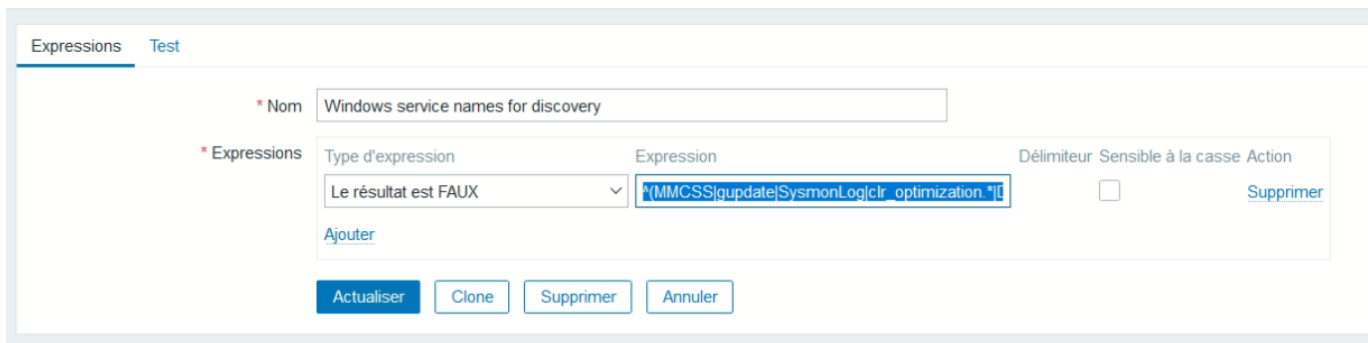 Expressions Test
* Nom Windows service names for discovery
* Expressions Type d'expression Expression Délimiteur Sensible à la casse Action
Le résultat est FAUX ^(MMCSS|gupdate|SysmonLog|clr_optimization.*| Supprimer
Ajouter
Actualiser Clone Supprimer Annuler